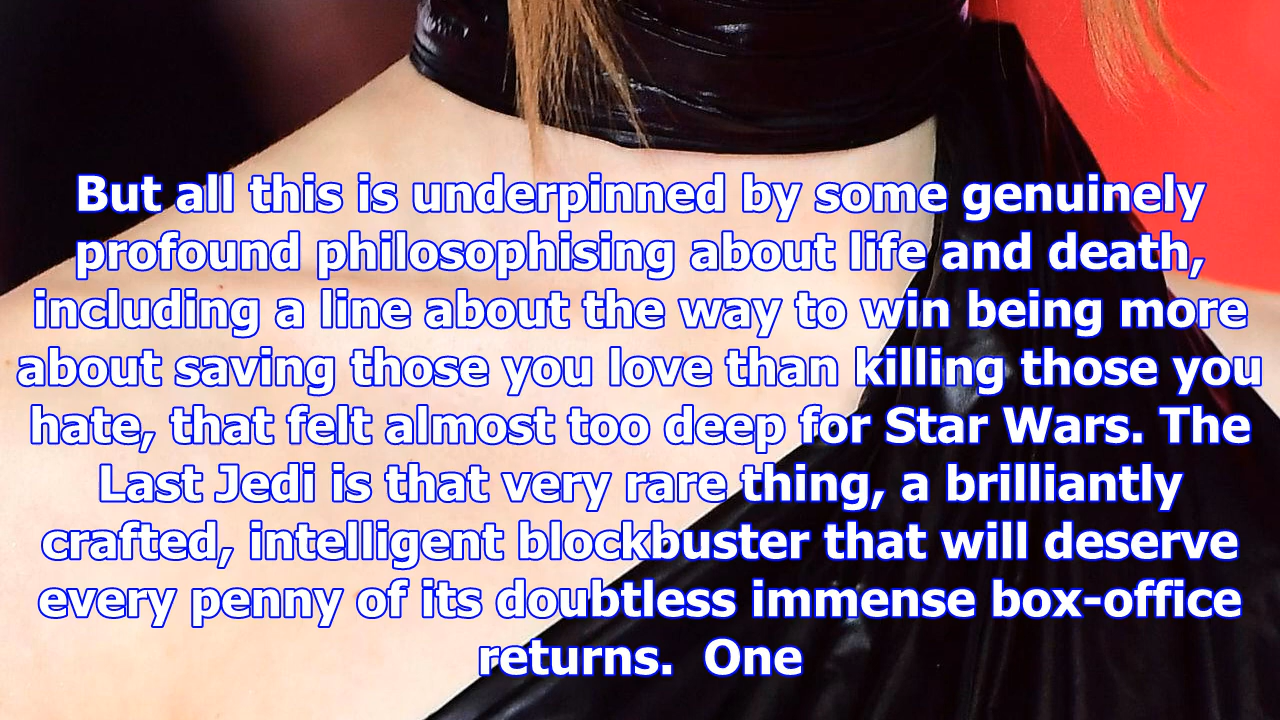 But all this is underpinned by some genuinely
profound philosophising about life and death,
including a line about the way to win being more
about saving those you love than killing those you
hate, that felt almost too deep for Star Wars. The
Last Jedi is that very rare thing, a brilliantly
crafted, intelligent blockbuster that will deserve
every penny of its doubtless immense box-office
returns.  One